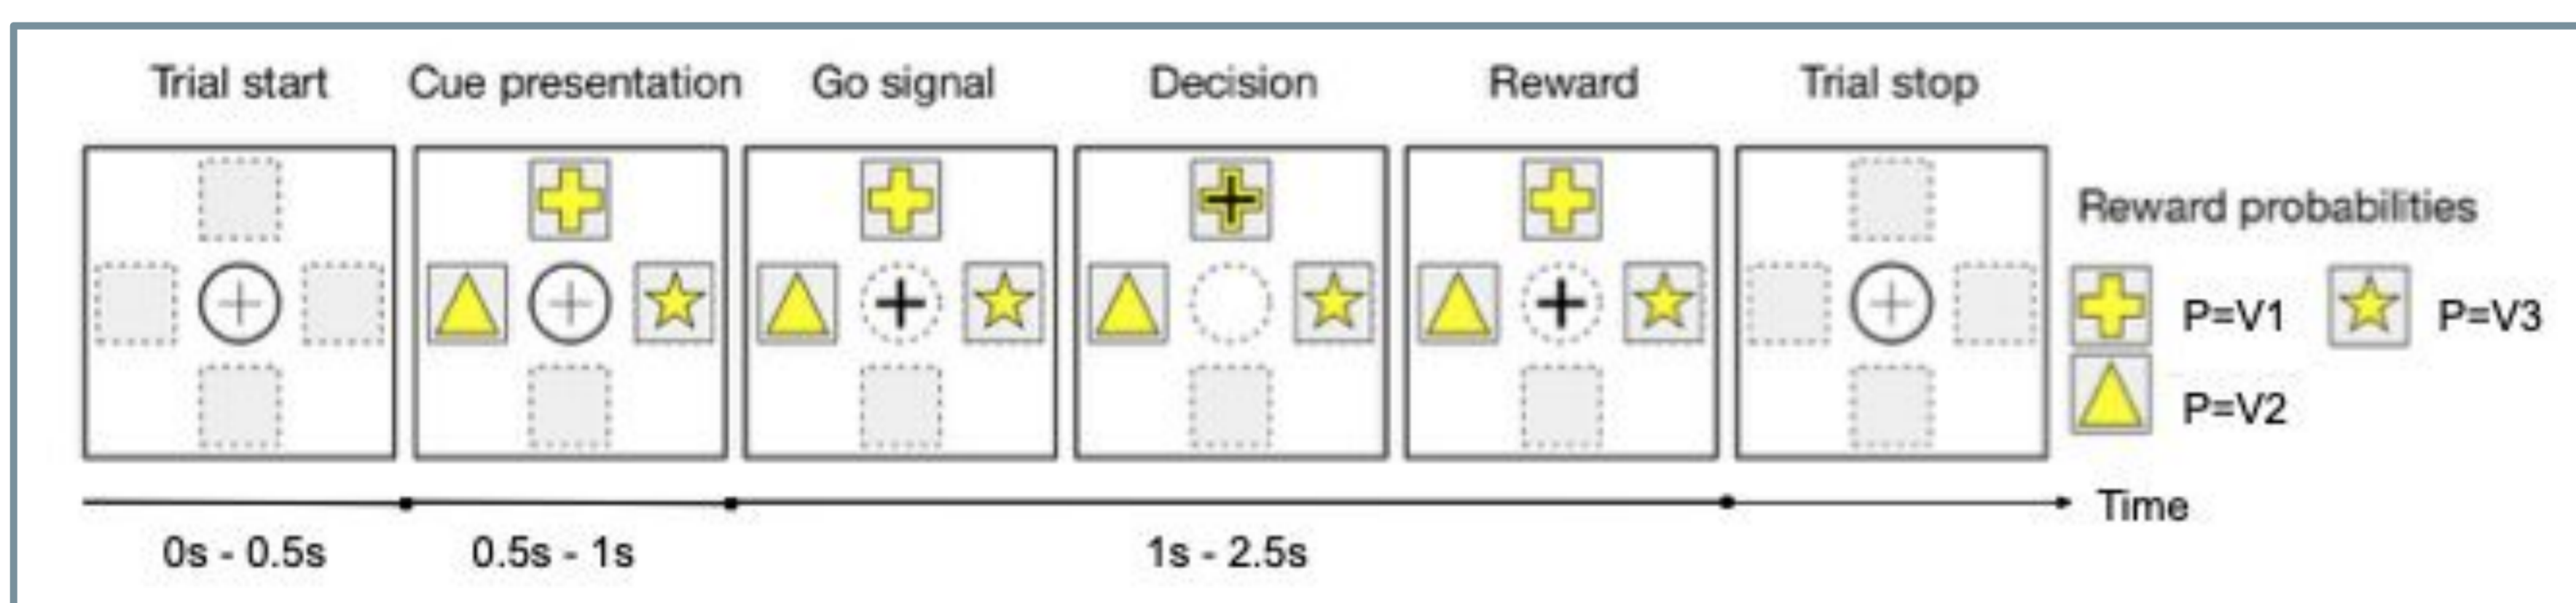 Trial start
Cue presentation
Go signal
Decision
Reward
Trial stop
Reward probabilities
P=V1
P=V3
P=V2
Time
0s - 0.5s
0.5s - 1s
1s - 2.5s